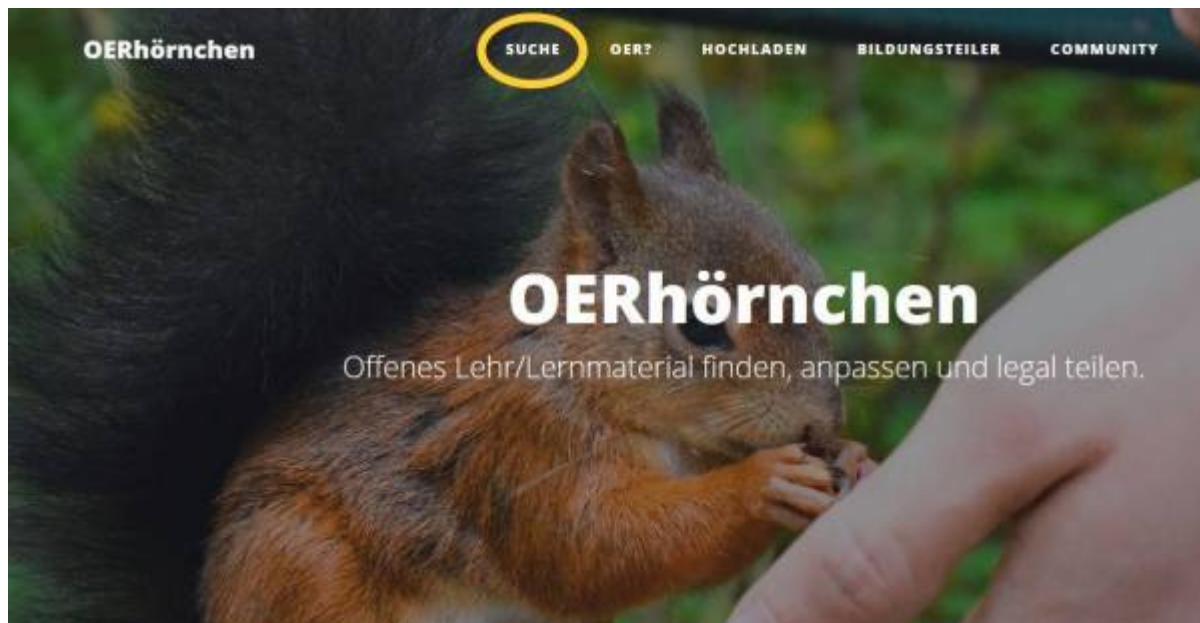 OERhörnchen
SUCHE OER? HOCHLADEN BILDUNGSTEILER COMMUNITY
OERhörnchen
Offenes Lehr/Lernmaterial finden, anpassen und legal teilen.